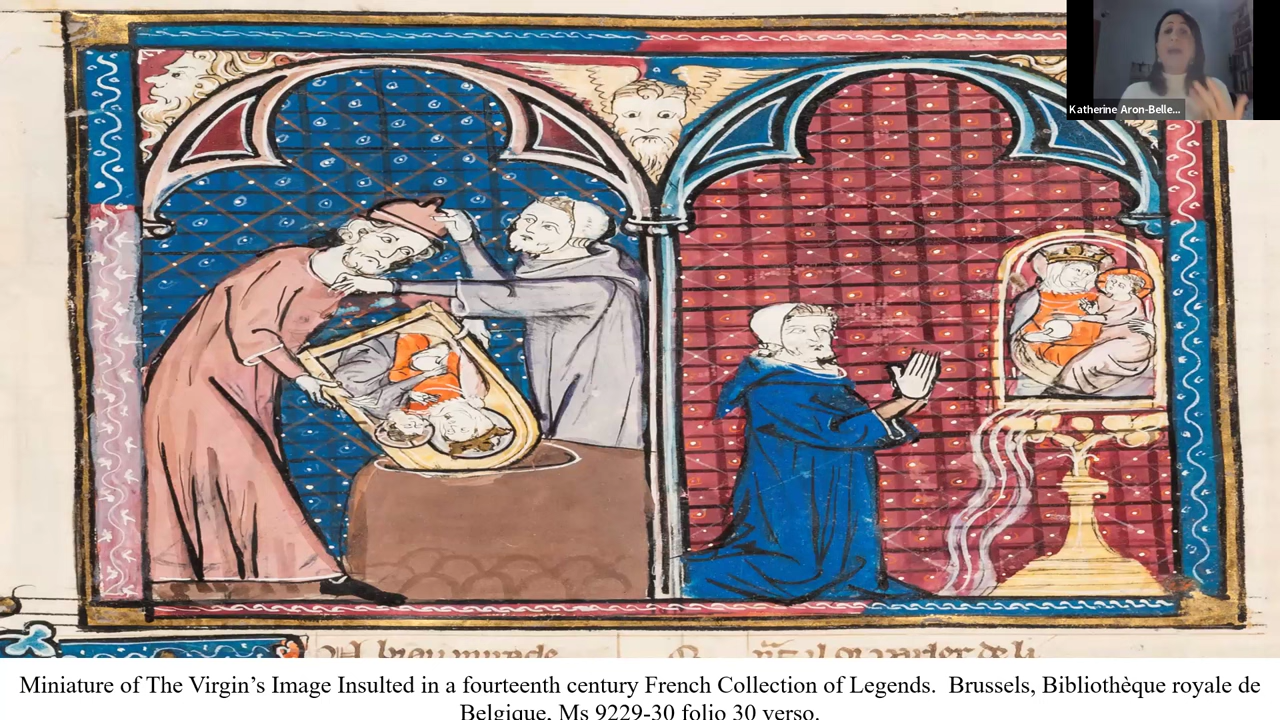 Katherine Aron-Belle...
Miniature of The Virgin’s Image Insulted in a fourteenth century French Collection of Legends. Brussels, Bibliothèque royale de
Belgique, Ms 9229-30 folio 30 verso.